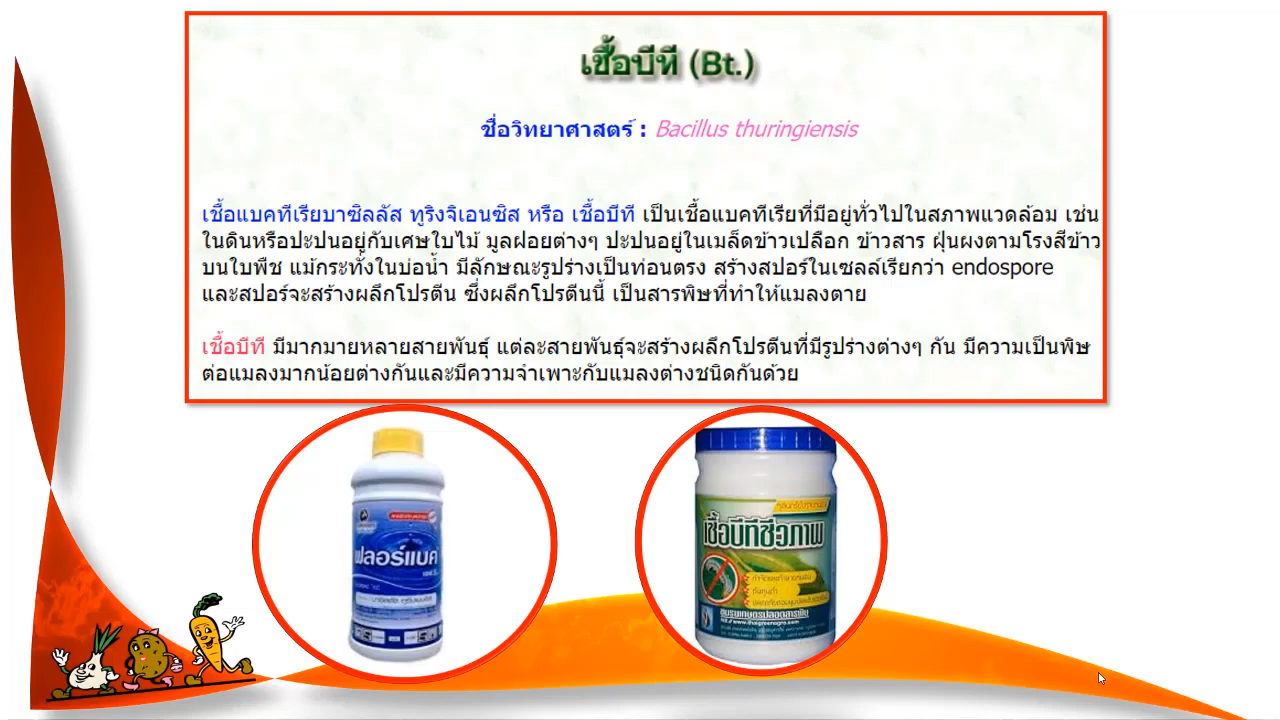 เชื้อบีที (Bt.)
ชื่อวิทยาศาสตร์ : Bacillus thuringiensis
เชื้อแบคทีเรียบาซิลลัส ทูริงจิเอนซิส หรือ เชื้อบีที เป็นเชื้อแบคทีเรียที่มีอยู่ทั่วไปในสภาพแวดล้อม เช่น
ในดินหรือปะปนอยู่กับเศษใบไม้ มูลฝอยต่างๆ ปะปนอยู่ในเมล็ดข้าวเปลือก ข้าวสาร ฝุ่นผงตามโรงสีข้าว
บนใบพืช แม้กระทั่งในบ่อน้ำ มีลักษณะรูปร่างเป็นท่อนตรง สร้างสปอร์ในเซลล์เรียกว่า endospore
และสปอร์จะสร้างผลึกโปรตีน ซึ่งผลึกโปรตีนนี้ เป็นสารพิษที่ทำให้แมลงตาย
เชื้อบีที มีมากมายหลายสายพันธุ์ แต่ละสายพันธุ์จะสร้างผลึกโปรตีนที่มีรูปร่างต่างๆ กัน มีความเป็นพิษ
ต่อแมลงมากน้อยต่างกันและมีความจำเพาะกับแมลงต่างชนิดกันด้วย
ฟลอร์แบค
เชื้อบีทีชีวภาพ
ชมรมเกษตรปลอดสารพิษ